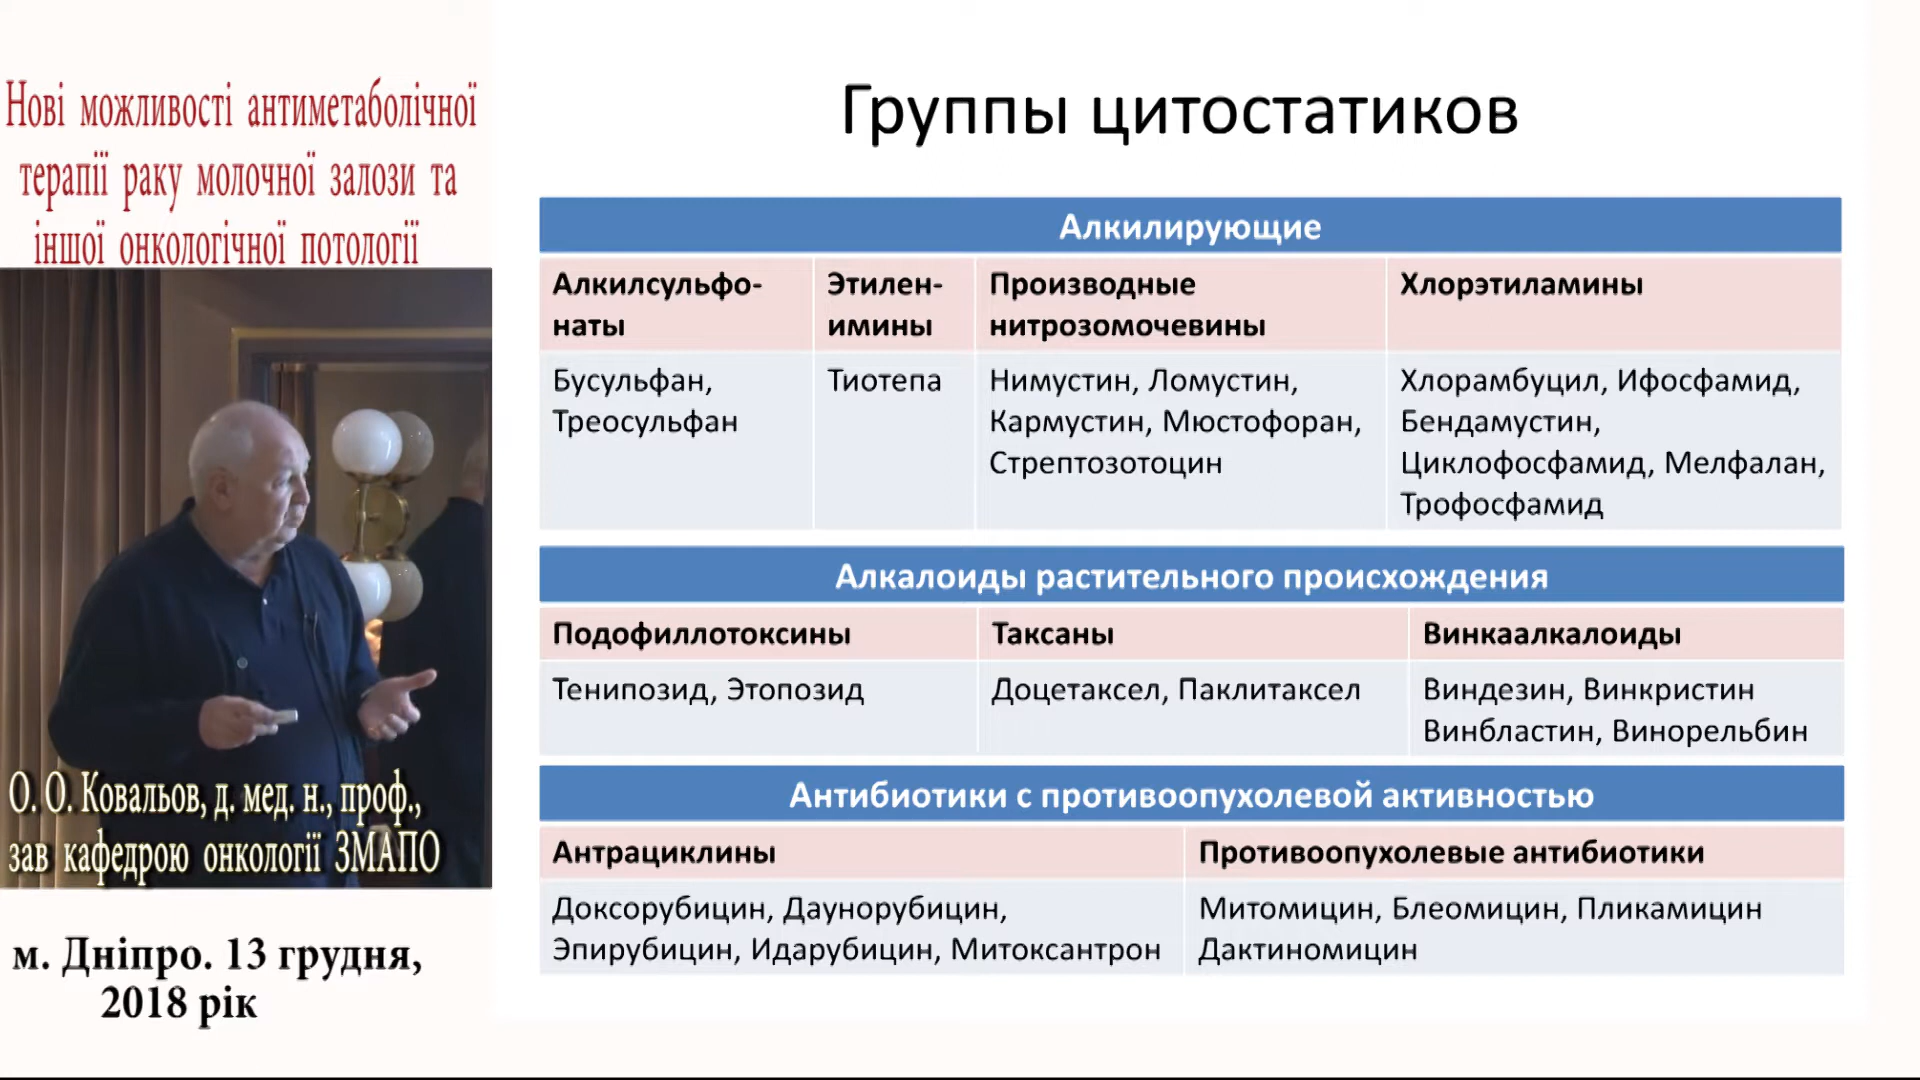 Нові можливості антиметаболічної
терапії раку молочної залози та
іншої онкологічної потології
О. О. Ковальов, д. мед. н., проф.,
зав кафедрою онкології ЗМАПО
м. Дніпро. 13 грудня,
2018 рік
Группы цитостатиков
Алкилирующие
Алкилсульфо-
наты
Этилен-
имины
Производные
нитрозомочевины
Хлорэтиламины
Бусульфан,
Треосульфан
Тиотепа
Нимустин, Ломустин,
Кармустин, Мюстофоран,
Стрептозотоцин
Хлорамбуцил, Ифосфамид,
Бендамустин,
Циклофосфамид, Мелфалан,
Трофосфамид
Алкалоиды растительного происхождения
Подофиллотоксины
Таксаны
Винкаалкалоиды
Тенипозид, Этопозид
Доцетаксел, Паклитаксел
Виндезин, Винкристин
Винбластин, Винорельбин
Антибиотики с противоопухолевой активностью
Антрациклины
Противоопухолевые антибиотики
Доксорубицин, Даунорубицин,
Эпирубицин, Идарубицин, Митоксантрон
Митомицин, Блеомицин, Пликамицин
Дактиномицин